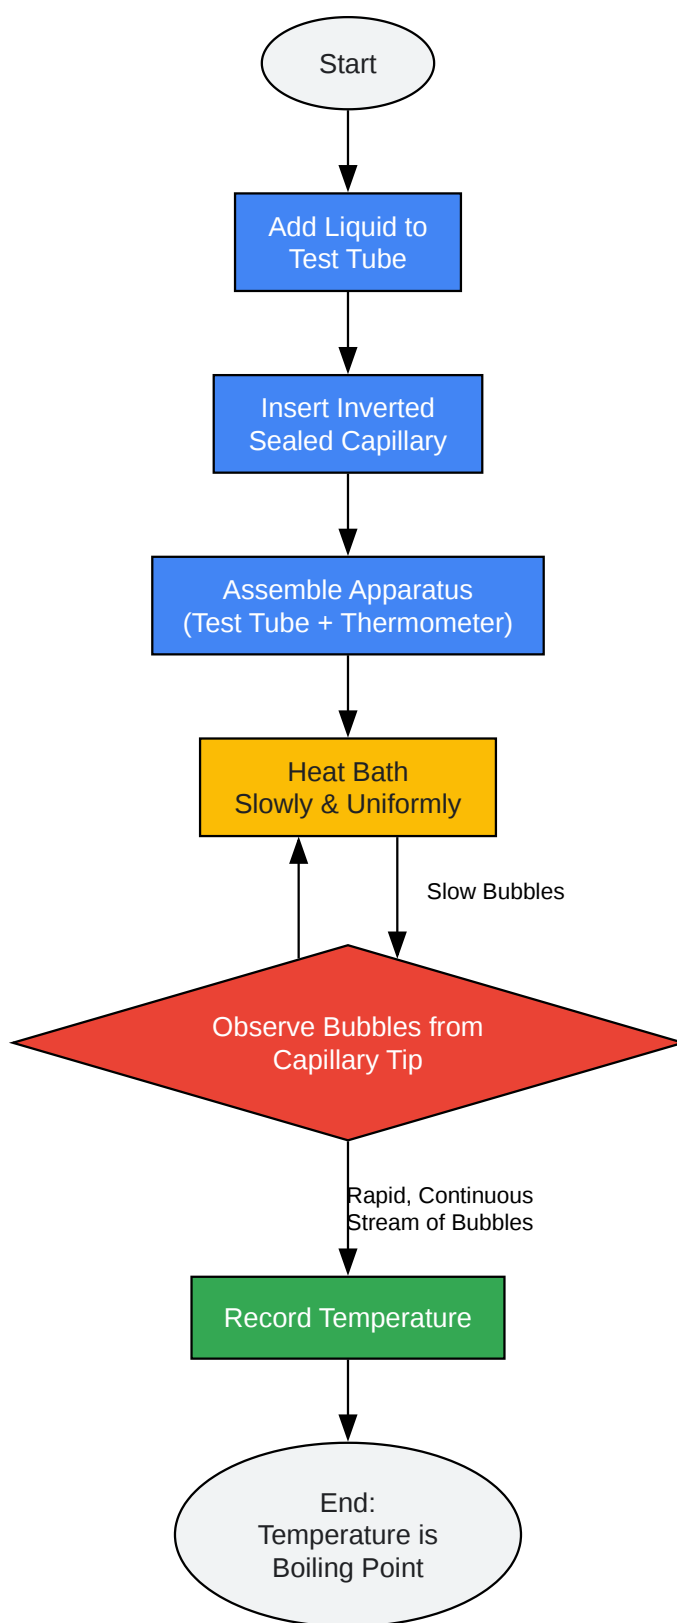 Start
Add Liquid to
Test Tube
Insert Inverted
Sealed Capillary
Assemble Apparatus
(Test Tube + Thermometer)
Heat Bath
Slowly & Uniformly
Slow Bubbles
Observe Bubbles from
Capillary Tip
Rapid, Continuous
Stream of Bubbles
Record Temperature
End:
Temperature is
Boiling Point